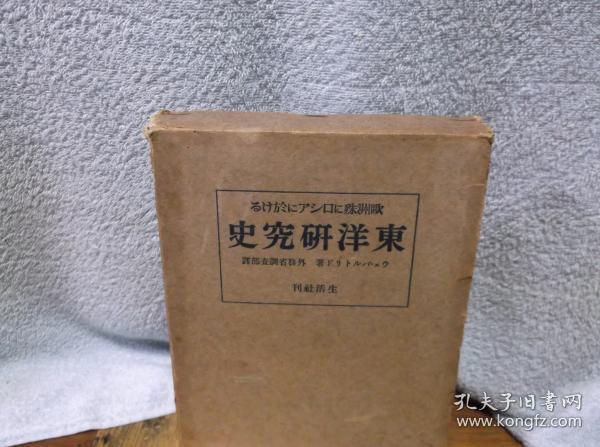 欧洲殊にロシアに於ける
東洋研究史
ウェ・バルトリド著 外務省調査部訳
生活社刊
孔夫子旧书网
www.kongfz.com